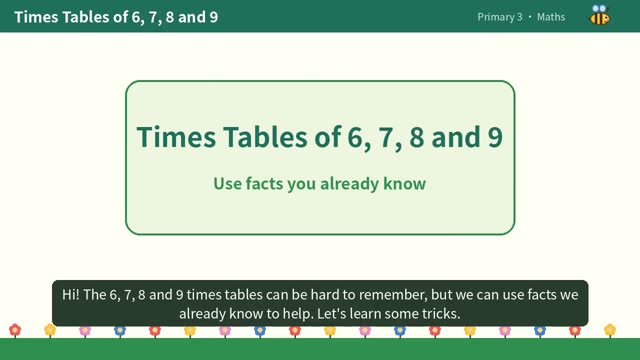 Times Tables of 6, 7, 8 and 9
Primary 3 • Maths
Times Tables of 6, 7, 8 and 9
Use facts you already know
Hi! The 6, 7, 8 and 9 times tables can be hard to remember, but we can use facts we
already know to help. Let's learn some tricks.